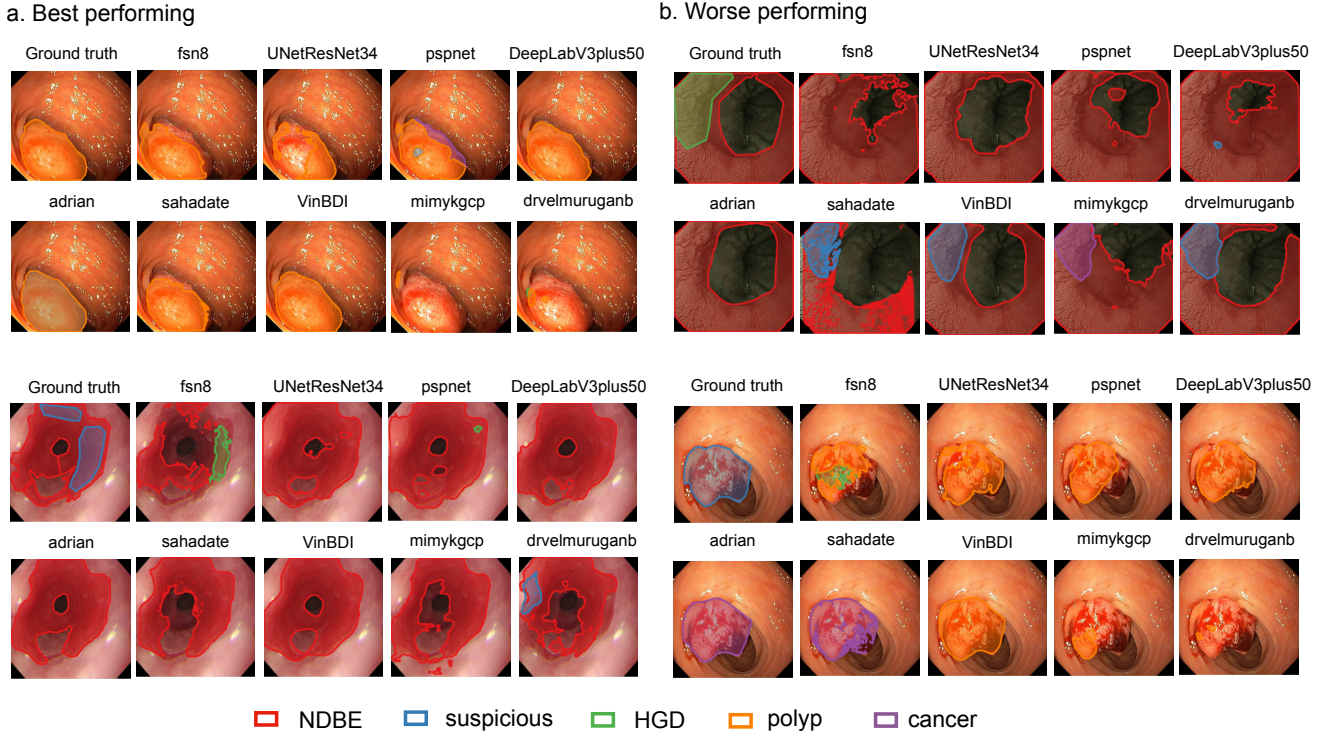 a. Best performing
b. Worse performing
Ground truth fsn8 UNetResNet34 pspnet DeepLabV3plus50
Ground truth fsn8 UNetResNet34 pspnet DeepLabV3plus50
adrian sahadate VinBDI mimykgcp drvelmuruganb
adrian sahadate VinBDI mimykgcp drvelmuruganb
Ground truth fsn8 UNetResNet34 pspnet DeepLabV3plus50
Ground truth fsn8 UNetResNet34 pspnet DeepLabV3plus50
adrian sahadate VinBDI mimykgcp drvelmuruganb
adrian sahadate VinBDI mimykgcp drvelmuruganb
NDBE suspicious HGD polyp cancer